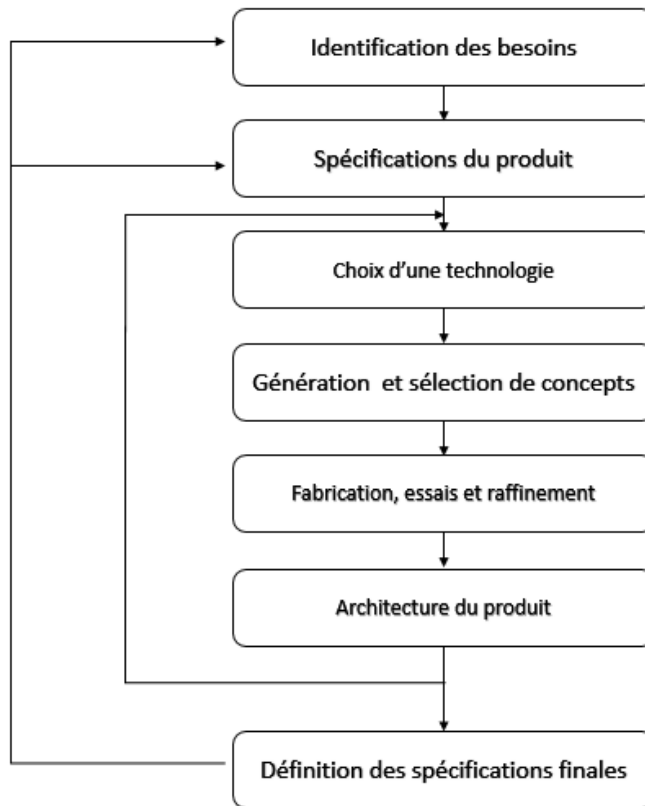 Identification des besoins
Spécifications du produit
Choix d'une technologie
Génération et sélection de concepts
Fabrication, essais et raffinement
Architecture du produit
Définition des spécifications finales